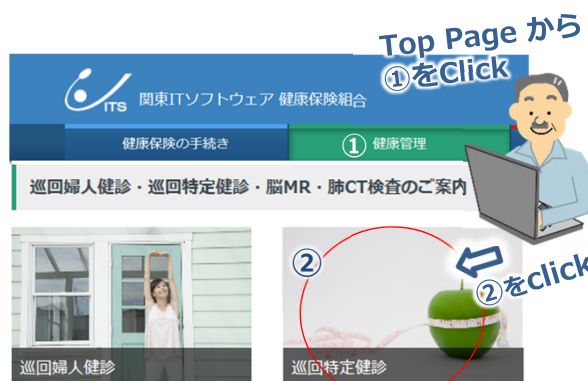 Top Page から
①をClick
ITS 関東ITソフトウェア 健康保険組合
健康保険の手続き
① 健康管理
巡回婦人健診・巡回特定健診・脳MR・肺CT検査のご案内
②
②をclick
巡回婦人健診
巡回特定健診